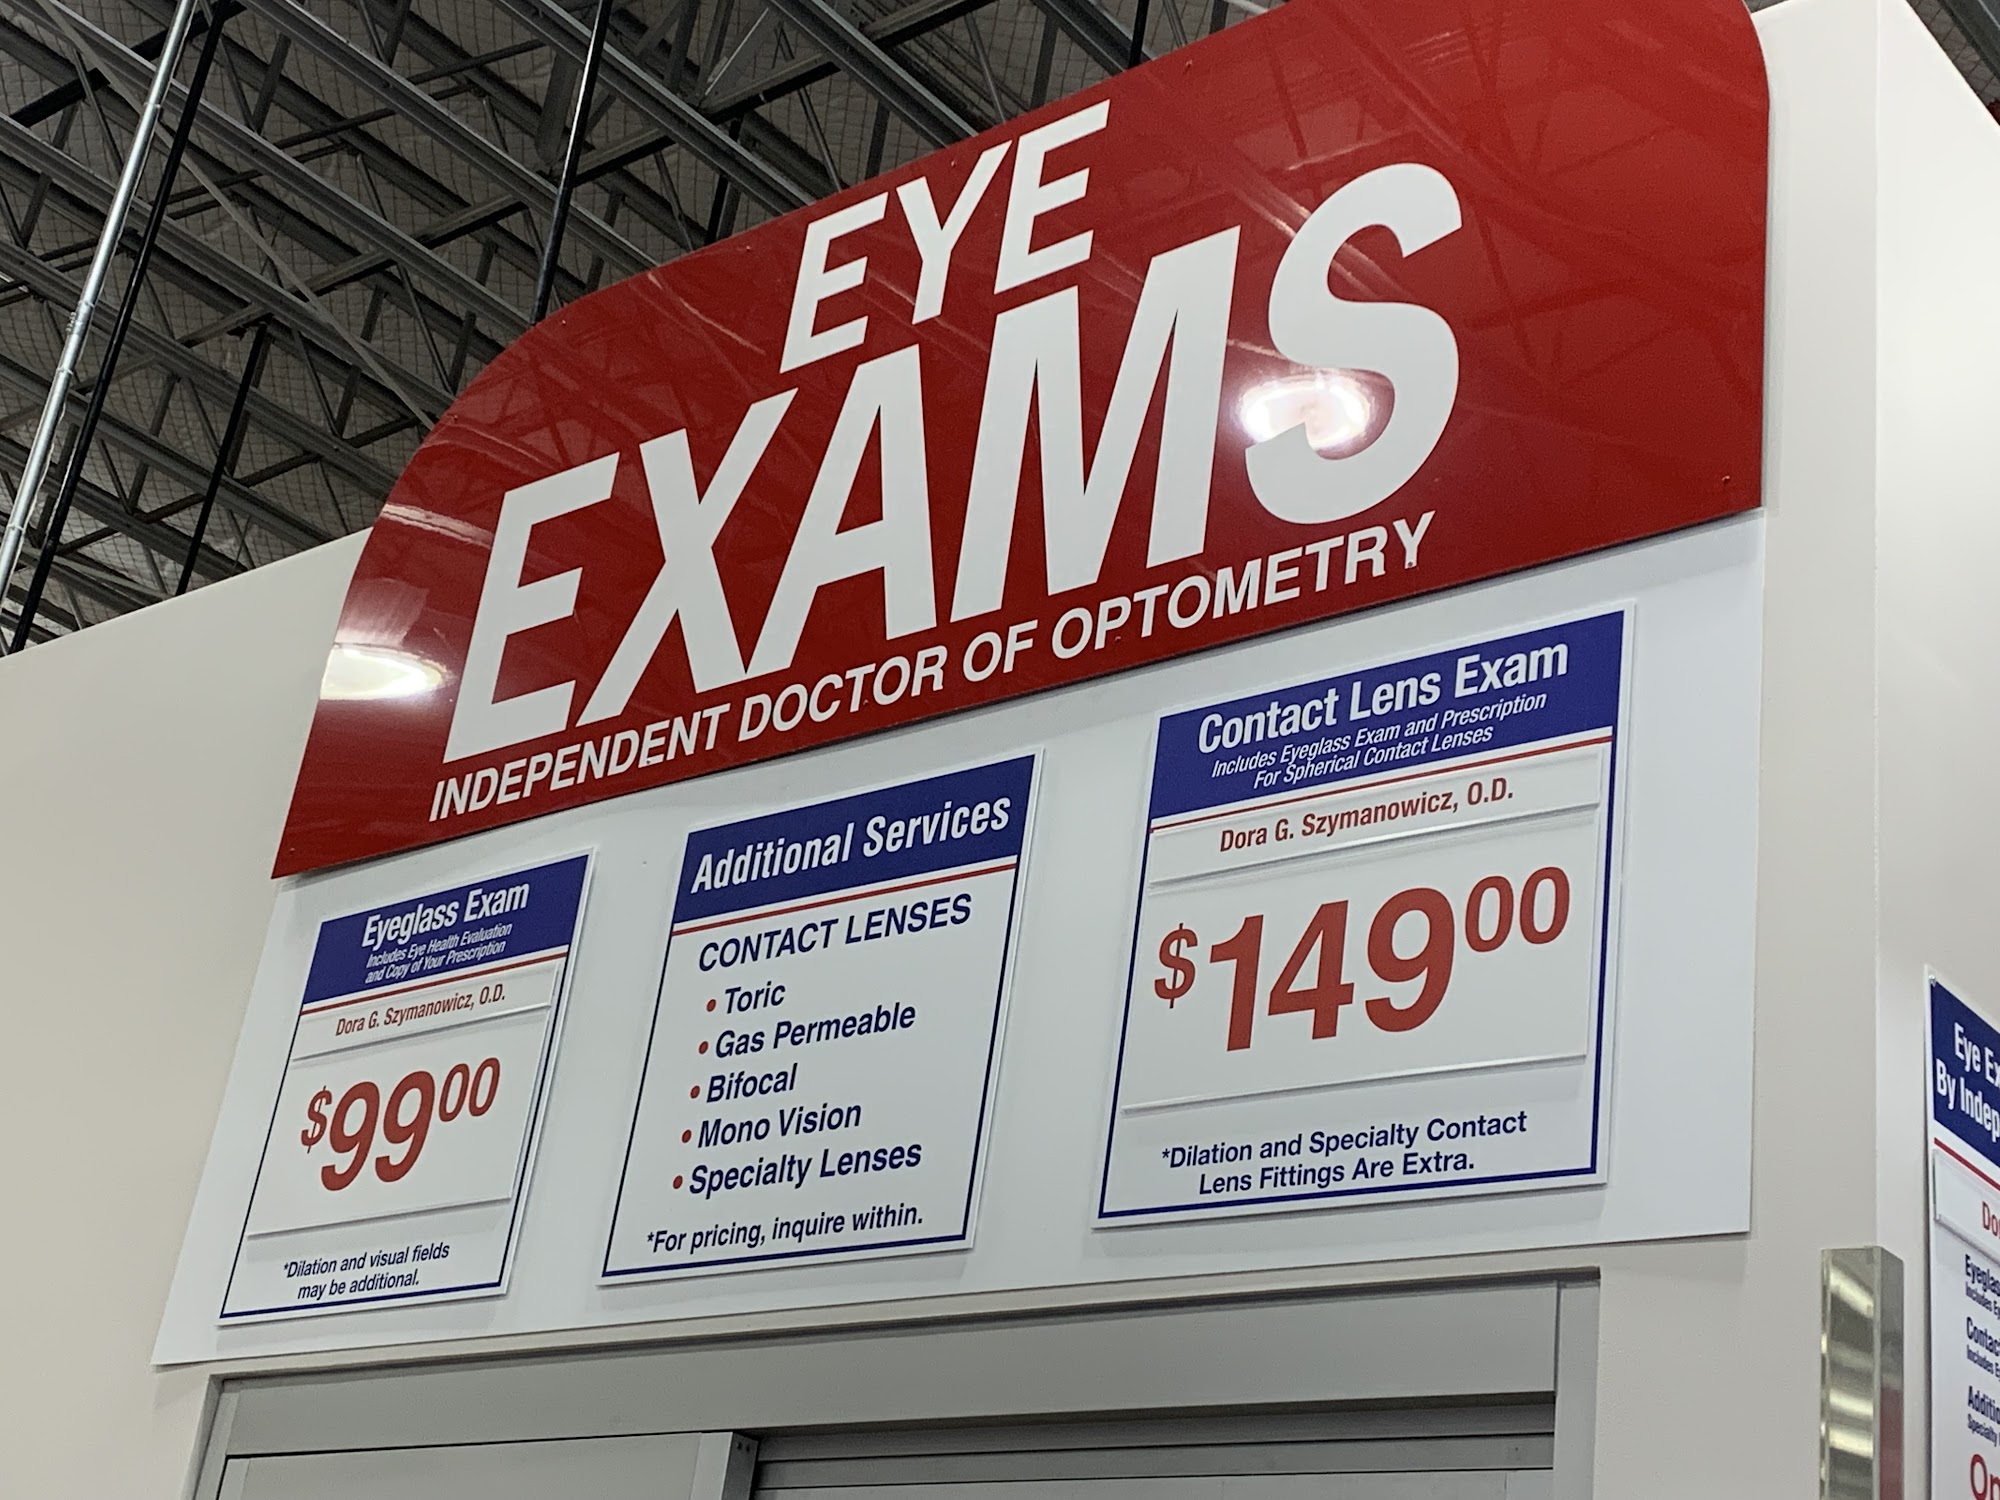 EYE
EXAMS
INDEPENDENT DOCTOR OF OPTOMETRY
Eyeglass Exam
Includes Eye Health Evaluation
and Copy of Your Prescription
Dora G. Szymanowicz, O.D.
$99.00
*Dilation and visual fields
may be additional.
Additional Services
CONTACT LENSES
• Toric
• Gas Permeable
• Bifocal
• Mono Vision
• Specialty Lenses
*For pricing, inquire within.
Contact Lens Exam
Includes Eyeglass Exam and Prescription
For Spherical Contact Lenses
Dora G. Szymanowicz, O.D.
$149.00
*Dilation and Specialty Contact
Lens Fittings Are Extra.
Eye
By